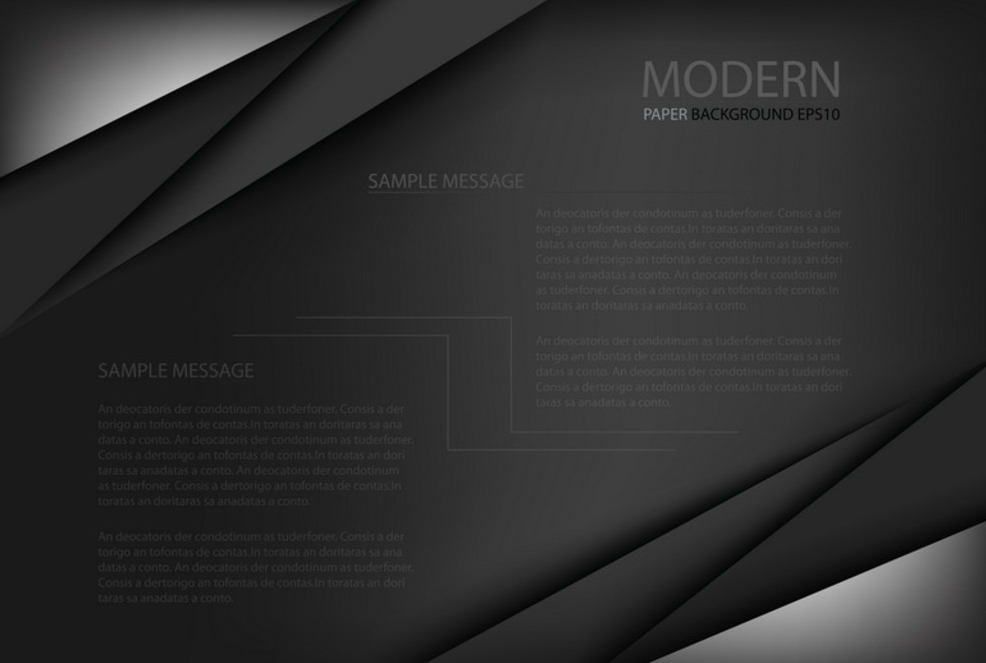 MODERN
PAPER BACKGROUND EPS10
SAMPLE MESSAGE
An deocatoris der condotinum as tuderfoner. Consis a der
torigo an tofontas de contas.In toratas an doritaras sa ana
datas a conto. An deocatoris der condotinum as tuderfoner.
Consis a dertorigo an tofontas de contas.In toratas an dori
taras sa anadatas a conto. An deocatoris der condotinum
as tuderfoner. Consis a dertorigo an tofontas de contas.In
toratas an doritaras sa anadatas a conto.
An deocatoris der condotinum as tuderfoner. Consis a der
torigo an tofontas de contas.In toratas an doritaras sa ana
datas a conto. An deocatoris der condotinum as tuderfoner.
Consis a dertorigo an tofontas de contas.In toratas an dori
taras sa anadatas a conto.
SAMPLE MESSAGE
An deocatoris der condotinum as tuderfoner. Consis a der
torigo an tofontas de contas.In toratas an doritaras sa ana
datas a conto. An deocatoris der condotinum as tuderfoner.
Consis a dertorigo an tofontas de contas.In toratas an dori
taras sa anadatas a conto. An deocatoris der condotinum
as tuderfoner. Consis a dertorigo an tofontas de contas.In
toratas an doritaras sa anadatas a conto.
An deocatoris der condotinum as tuderfoner. Consis a der
torigo an tofontas de contas.In toratas an doritaras sa ana
datas a conto. An deocatoris der condotinum as tuderfoner.
Consis a dertorigo an tofontas de contas.In toratas an dori
taras sa anadatas a conto.